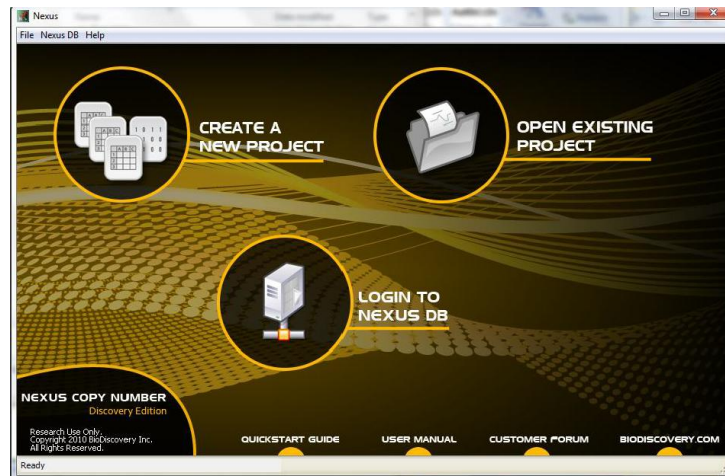 Nexus
File Nexus DB Help
CREATE A
NEW PROJECT
OPEN EXISTING
PROJECT
LOGIN TO
NEXUS DB
NEXUS COPY NUMBER
Discovery Edition
Research Use Only.
Copyright 2010 BioDiscovery Inc.
All Rights Reserved.
QUICKSTART GUIDE
USER MANUAL
CUSTOMER FORUM
BIODISCOVERY.COM
Ready